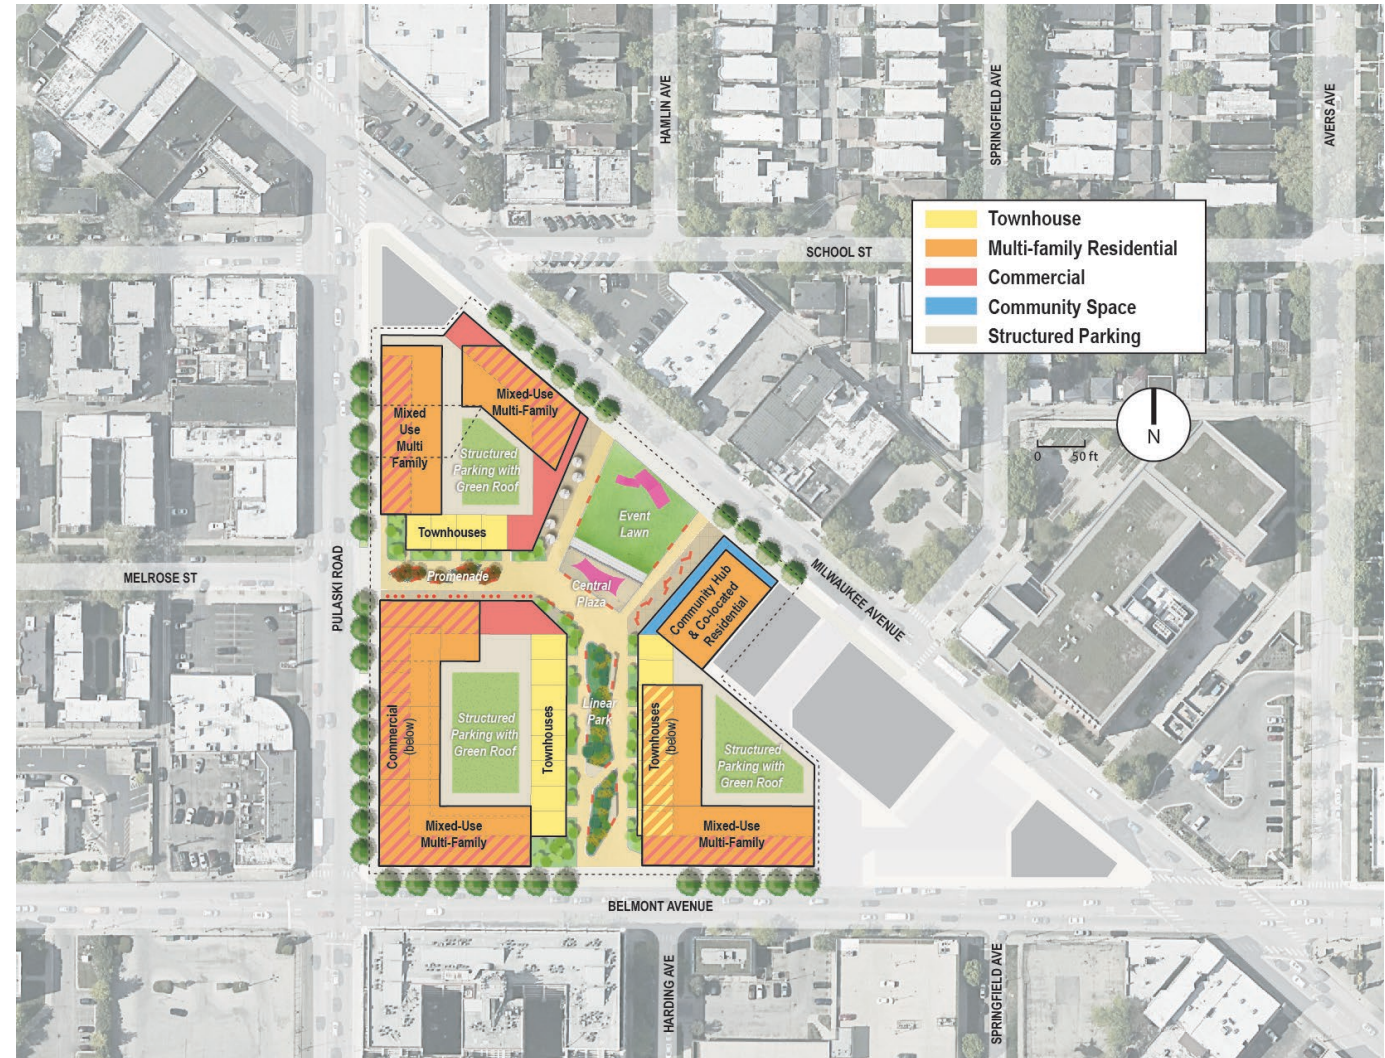 HAMLIN AVE
SPRINGFIELD AVE
AVERS AVE
SCHOOL ST
Townhouse
Multi-family Residential
Commercial
Community Space
Structured Parking
N
0 50 ft
Mixed-Use
Multi-Family
Mixed
Use
Multi
Family
Structured
Parking with
Green Roof
Event
Lawn
Townhouses
MELROSE ST
PULASKI ROAD
Promenade
Central
Plaza
Community Hub
& Co-located
Residential
MILWAUKEE AVENUE
Commercial
(below)
Structured
Parking with
Green Roof
Townhouses
Linear
Park
Townhouses
(below)
Structured
Parking with
Green Roof
Mixed-Use
Multi-Family
Mixed-Use
Multi-Family
BELMONT AVENUE
HARDING AVE
SPRINGFIELD AVE